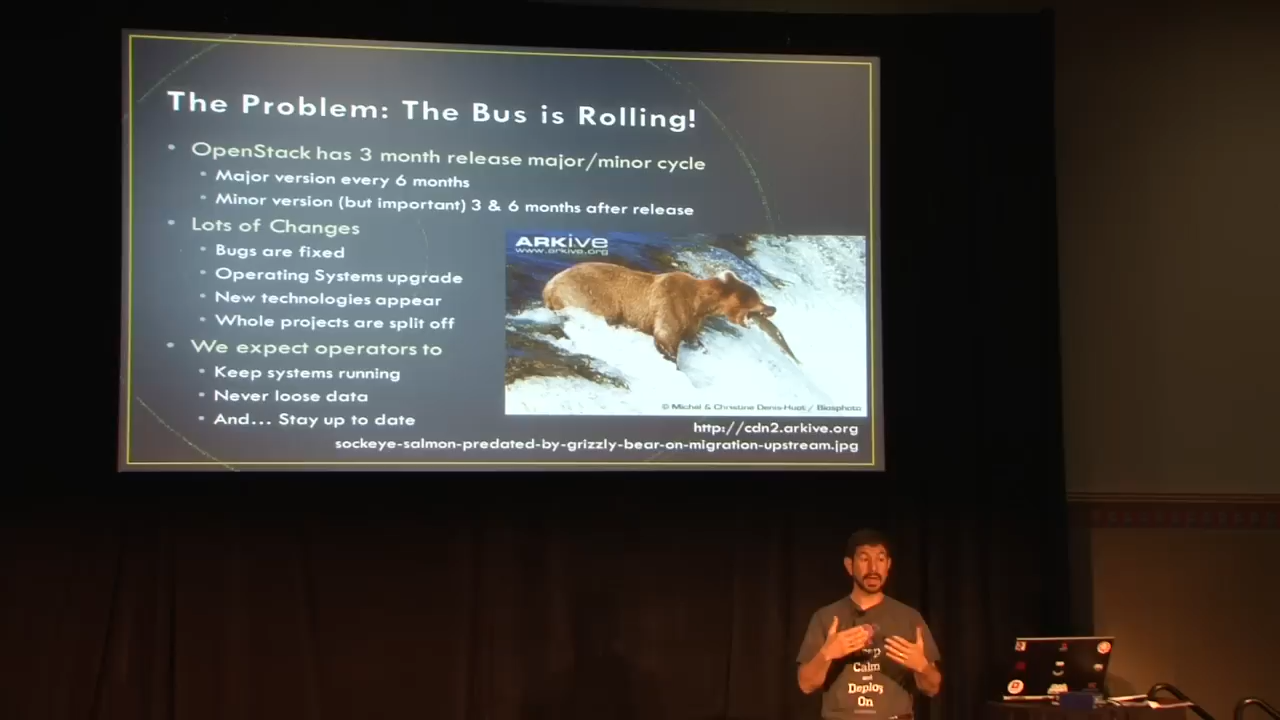 The Problem: The Bus is Rolling!
• OpenStack has 3 month release major/minor cycle
• Major version every 6 months
• Minor version (but important) 3 & 6 months after release
• Lots of Changes
• Bugs are fixed
• Operating Systems upgrade
• New technologies appear
• Whole projects are split off
• We expect operators to
• Keep systems running
• Never loose data
• And... Stay up to date
ARKive
www.arkive.org
© Michel & Christine Denis-Huot / Biosphoto
http://cdn2.arkive.org
sockeye-salmon-predated-by-grizzly-bear-on-migration-upstream.jpg
Calm
and
Deploy
On